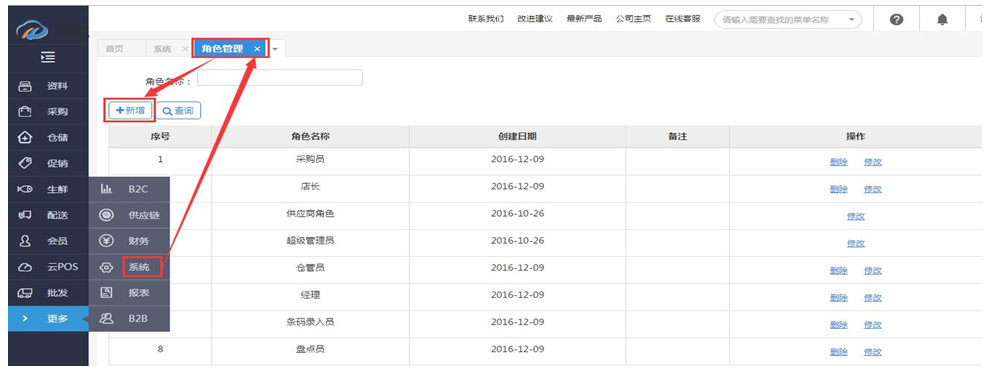 联系我们 改进建议 最新产品 公司主页 在线客服 请输入需要查找的菜单名称
首页 系统 × 角色管理 ×
角色名称：
资料
新增 查询
采购
序号 角色名称 创建日期 备注 操作
仓储
1 采购员 2016-12-09 删除 修改
促销
店长 2016-12-09 删除 修改
生鲜 B2C
供应商角色 2016-10-26 修改
配送 供应链
超级管理员 2016-10-26 修改
会员 财务
仓管员 2016-12-09 删除 修改
云POS 系统
经理 2016-12-09 删除 修改
批发 报表
条码录入员 2016-12-09 删除 修改
更多 B2B
8 盘点员 2016-12-09 删除 修改